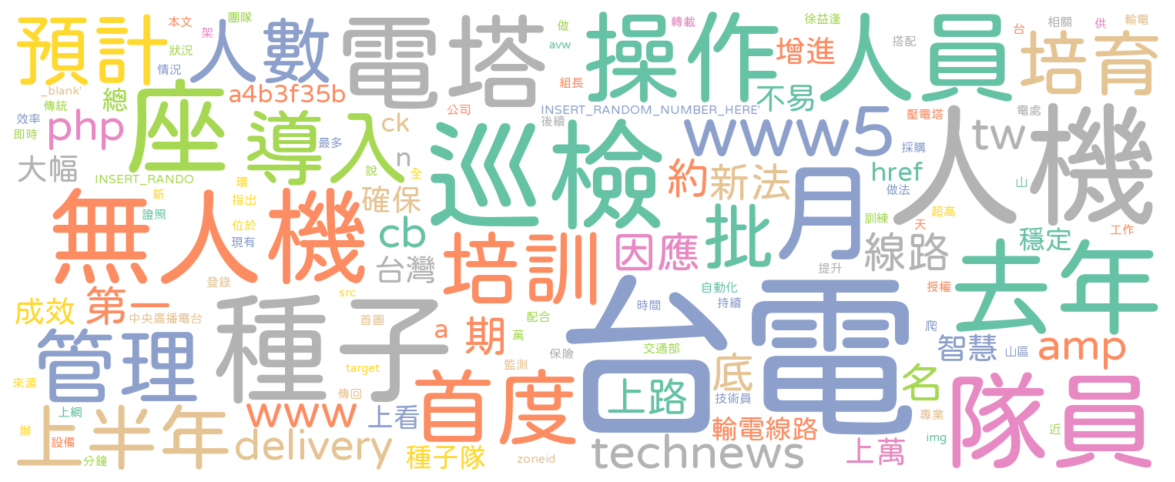 預計
人數
電塔
操作人員
培育
本文
團隊
架
狀況
情況
做
avw
轉載
徐益逢
搭配
台
相關
供
輸電
_blank'
傳統
總
座
a4b3f35b
組長
增進
不易
效率
即時
php
導入
最多
ck
公司
INSERT_RANDOM_NUMBER_HERE'
後續
www5
採購
壓電塔
電處
tw
人機
大幅
INSERT_RANDO
說
n
全
巡檢
約
新法
href
做法
山
新
環
指出
證照
位於
現有
確保
cb
無人機
培訓
因應
批
月
訓練
超高
天
線路
穩定
工作
台灣
登錄
提升
去年
成效
第一
中央廣播電台
src
首圖
種子
a
期
萬
配合
自動化
持續
時間
授權
台電
爬
管理
保險
監測
交通部
智慧
山區
amp
來源
target
傳回
首度
上路
底
技術員
名
隊員
上網
辦
設備
分鐘
上半年
www
delivery
上看
種子隊
zoneid
technews
輸電線路
上萬
專業
img
近